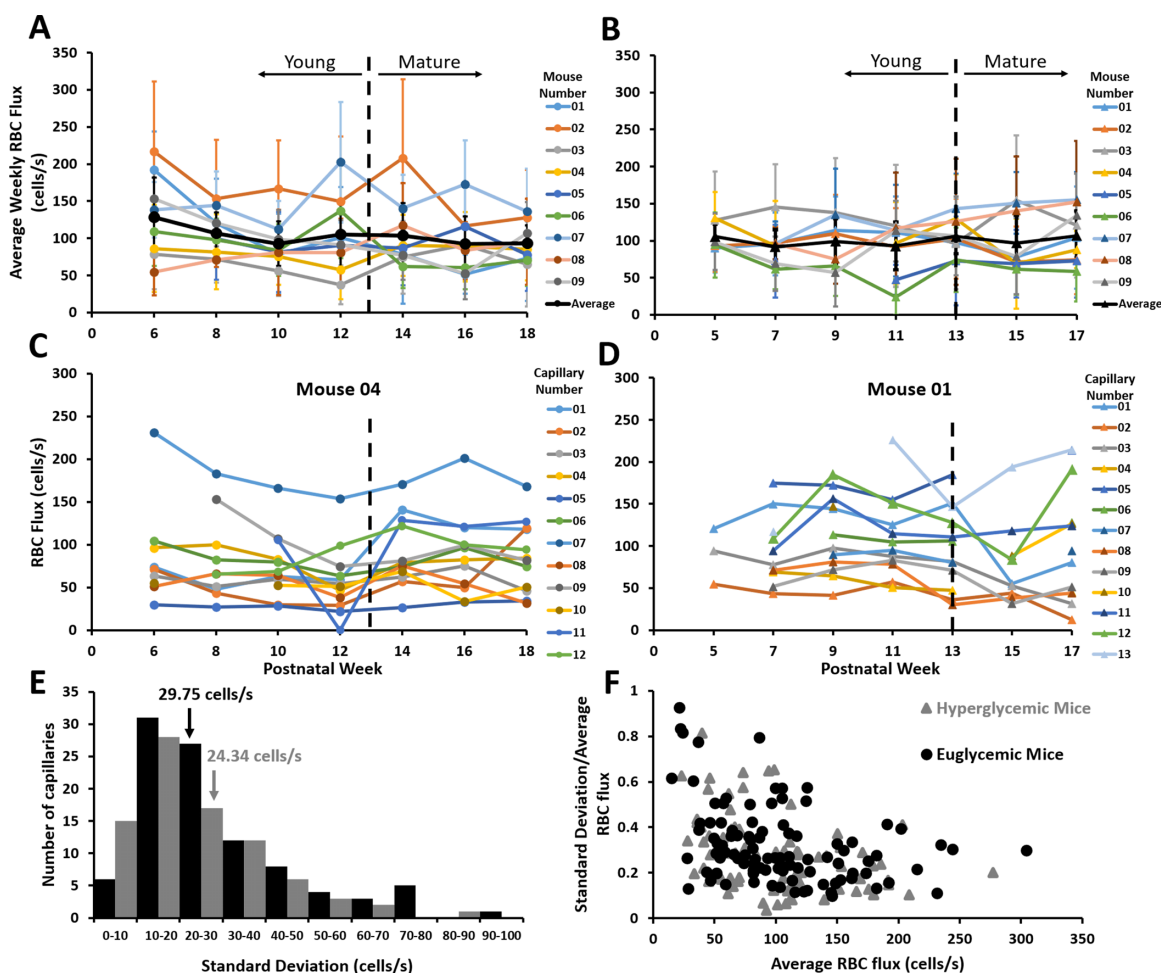 A
350
300
250
200
150
100
50
0
Average Weekly RBC Flux
(cells/s)
Young
Mature
Mouse
Number
01
02
03
04
05
06
07
08
09
Average
0 6 8 10 12 14 16 18
B
350
300
250
200
150
100
50
0
Young
Mature
Mouse
Number
01
02
03
04
05
06
07
08
09
Average
0 5 7 9 11 13 15 17
C
Mouse 04
300
250
200
150
100
50
0
RBC Flux (cells/s)
Capillary
Number
01
02
03
04
05
06
07
08
09
10
11
12
0 6 8 10 12 14 16 18
Postnatal Week
D
Mouse 01
300
250
200
150
100
50
0
Capillary
Number
01
02
03
04
05
06
07
08
09
10
11
12
13
0 5 7 9 11 13 15 17
Postnatal Week
E
29.75 cells/s
24.34 cells/s
35
30
25
20
15
10
5
0
Number of capillaries
0-10 10-20 20-30 30-40 40-50 50-60 60-70 70-80 80-90 90-100
Standard Deviation (cells/s)
F
Hyperglycemic Mice
Euglycemic Mice
1
0.8
0.6
0.4
0.2
0
Standard Deviation/Average
RBC flux
0 50 100 150 200 250 300 350
Average RBC flux (cells/s)